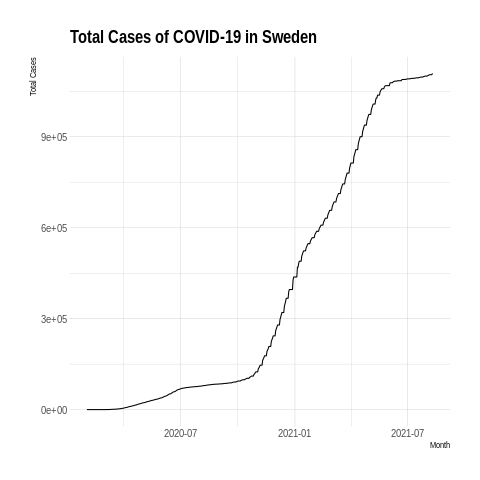 Total Cases of COVID-19 in Sweden
Total Cases
9e+05
6e+05
3e+05
0e+00
2020-07
2021-01
2021-07
Month